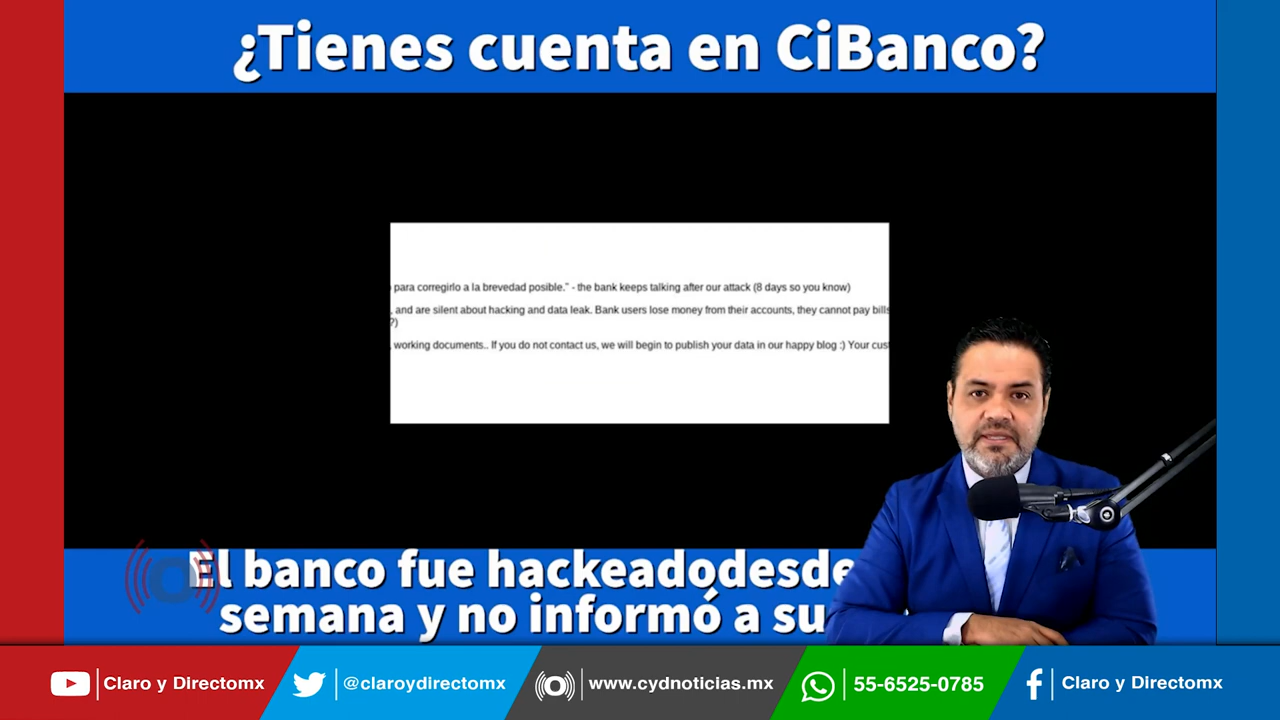 ¿Tienes cuenta en CiBanco?
para corregirlo a la brevedad posible." - the bank keeps talking after our attack (8 days so you know)
, and are silent about hacking and data leak. Bank users lose money from their accounts, they cannot pay bills
?)
working documents.. If you do not contact us, we will begin to publish your data in our happy blog :) Your
El banco fue hackeadodesde
semana y no informó a su
Claro y Directomx
@claroydirectomx
www.cydnoticias.mx
55-6525-0785
Claro y Directomx